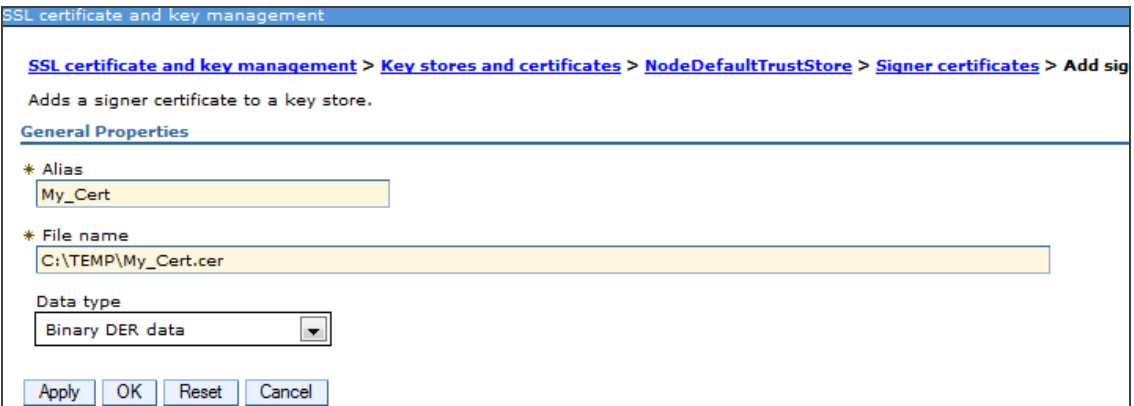 SSL certificate and key management
SSL certificate and key management > Key stores and certificates > NodeDefaultTrustStore > Signer certificates > Add sig
Adds a signer certificate to a key store.
General Properties
* Alias
My_Cert
* File name
C:\TEMP\My_Cert.cer
Data type
Binary DER data
Apply OK Reset Cancel